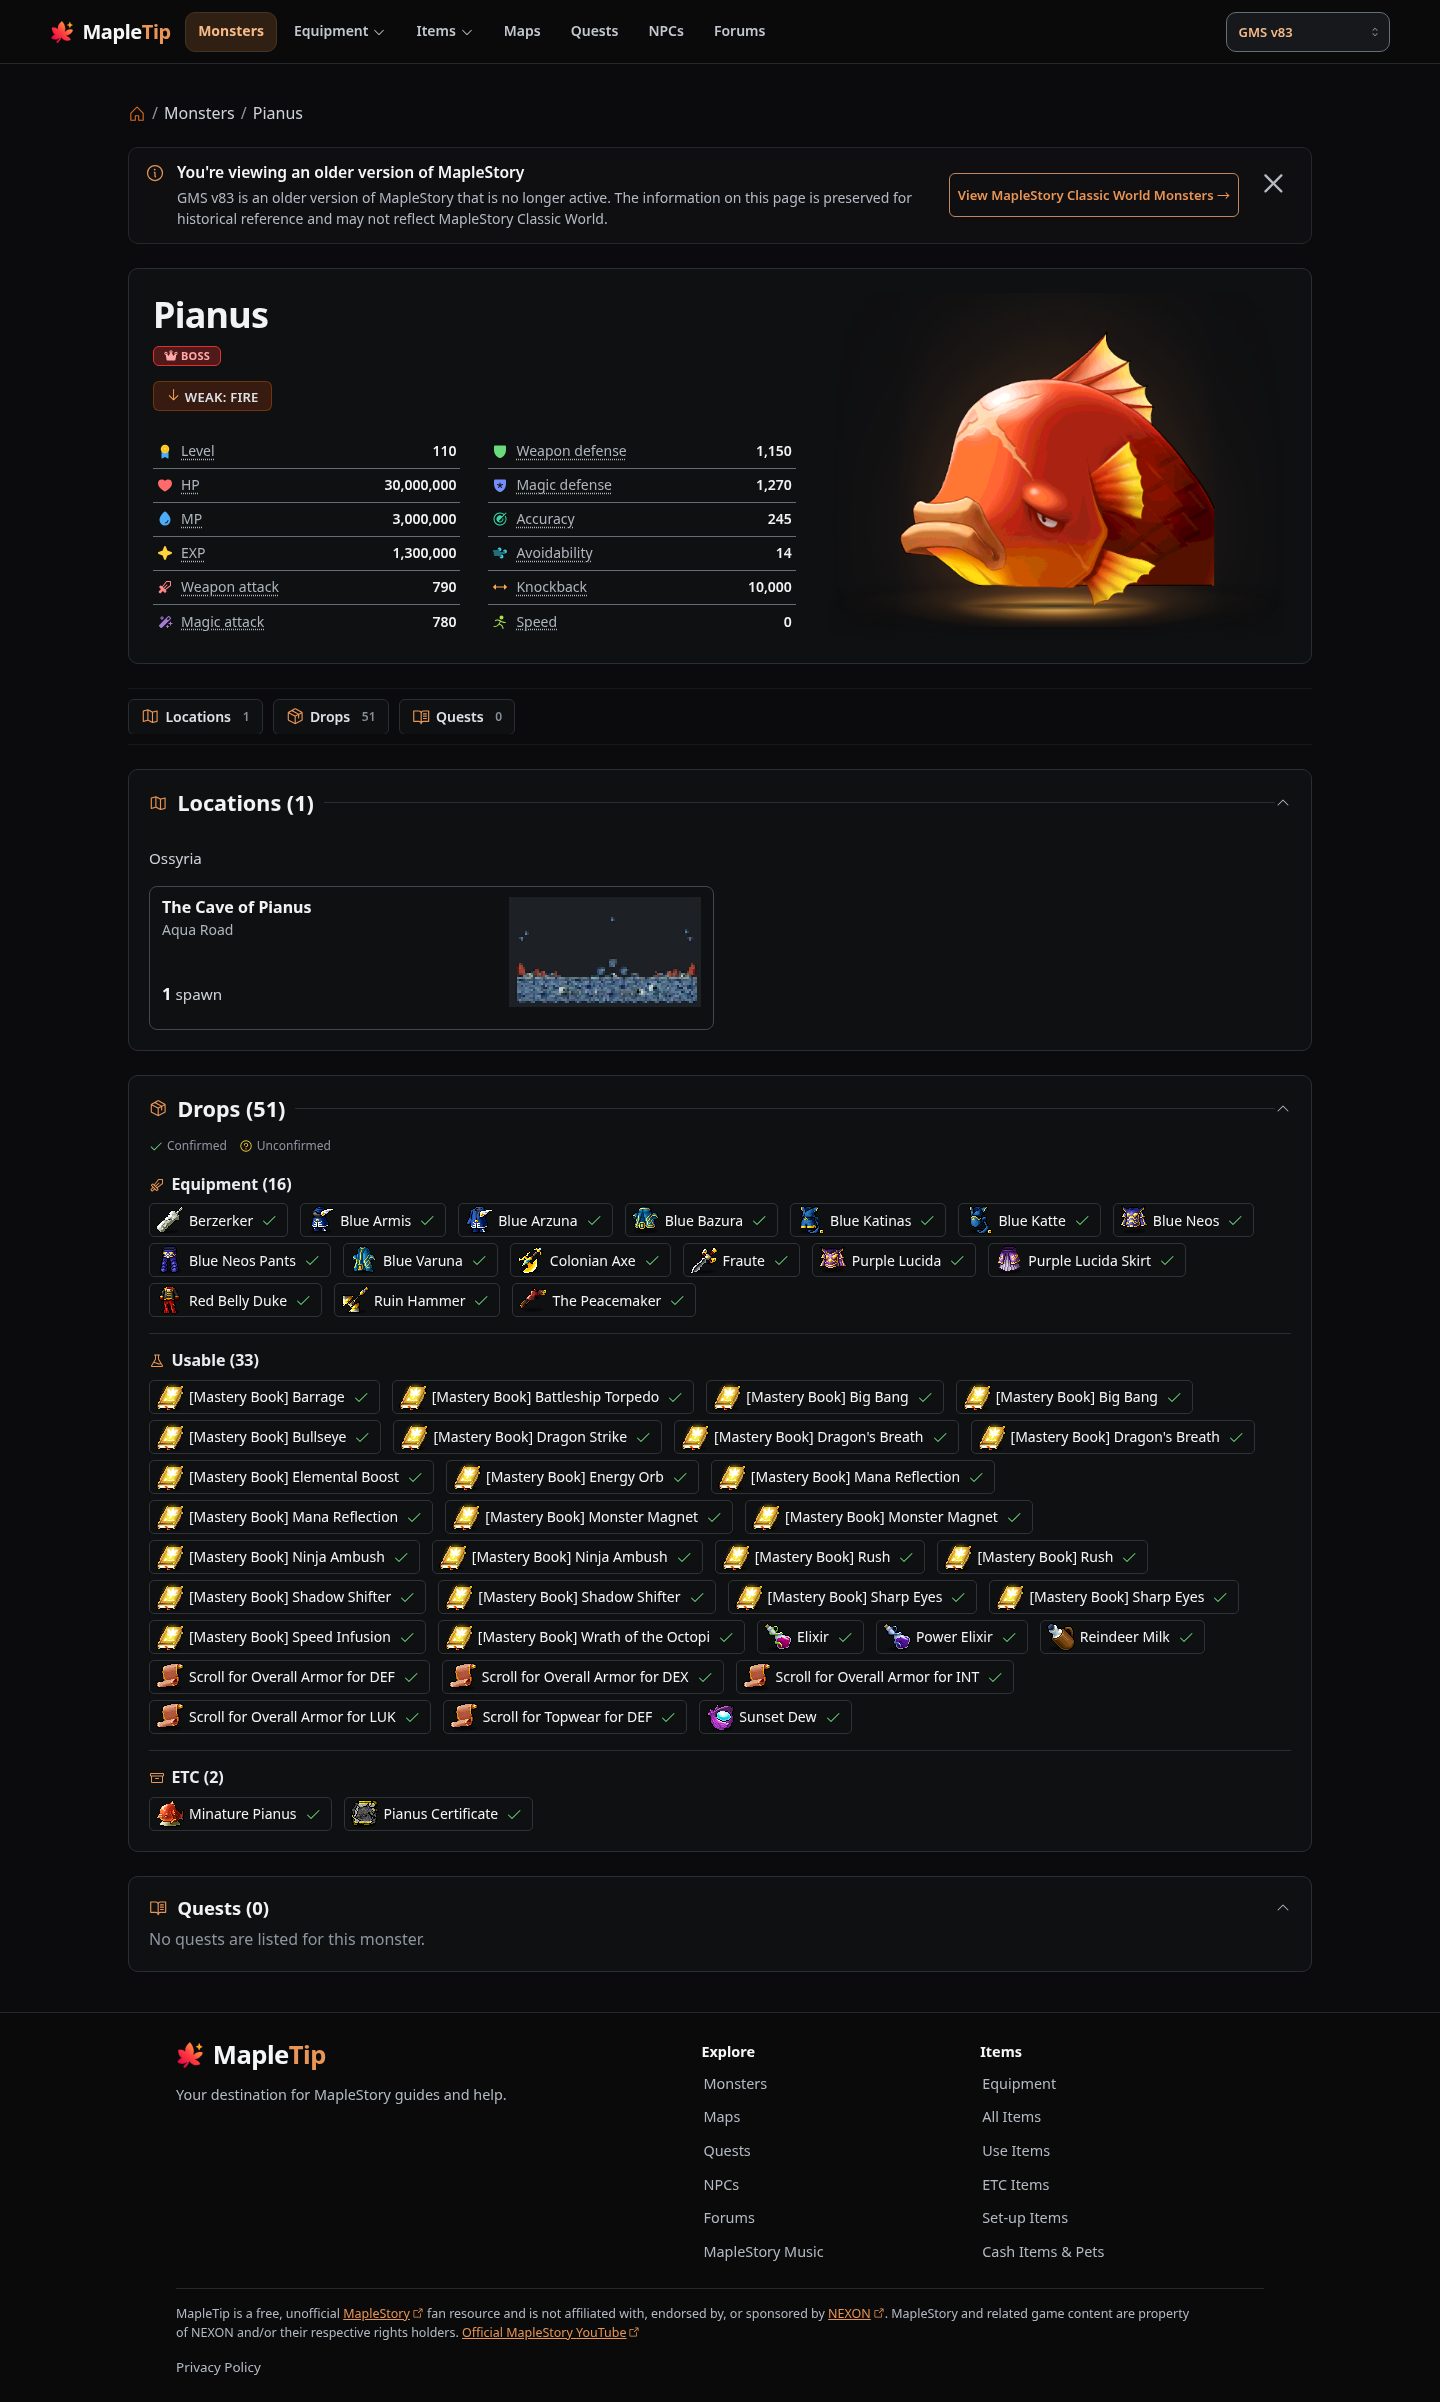 MapleTip Monsters Equipment Items Maps Quests NPCs Forums GMS v83
/ Monsters / Pianus
You're viewing an older version of MapleStory
GMS v83 is an older version of MapleStory that is no longer active. The information on this page is preserved for
historical reference and may not reflect MapleStory Classic World.
View MapleStory Classic World Monsters →
Pianus
BOSS
WEAK: FIRE
Level 110 Weapon defense 1,150
HP 30,000,000 Magic defense 1,270
MP 3,000,000 Accuracy 245
EXP 1,300,000 Avoidability 14
Weapon attack 790 Knockback 10,000
Magic attack 780 Speed 0
Locations 1 Drops 51 Quests 0
Locations (1)
Ossyria
The Cave of Pianus
Aqua Road
1 spawn
Drops (51)
Confirmed Unconfirmed
Equipment (16)
Berzerker Blue Armis Blue Arzuna Blue Bazura Blue Katinas Blue Katte Blue Neos
Blue Neos Pants Blue Varuna Colonian Axe Fraute Purple Lucida Purple Lucida Skirt
Red Belly Duke Ruin Hammer The Peacemaker
Usable (33)
[Mastery Book] Barrage [Mastery Book] Battleship Torpedo [Mastery Book] Big Bang [Mastery Book] Big Bang
[Mastery Book] Bullseye [Mastery Book] Dragon Strike [Mastery Book] Dragon's Breath [Mastery Book] Dragon's Breath
[Mastery Book] Elemental Boost [Mastery Book] Energy Orb [Mastery Book] Mana Reflection
[Mastery Book] Mana Reflection [Mastery Book] Monster Magnet [Mastery Book] Monster Magnet
[Mastery Book] Ninja Ambush [Mastery Book] Ninja Ambush [Mastery Book] Rush [Mastery Book] Rush
[Mastery Book] Shadow Shifter [Mastery Book] Shadow Shifter [Mastery Book] Sharp Eyes [Mastery Book] Sharp Eyes
[Mastery Book] Speed Infusion [Mastery Book] Wrath of the Octopi Elixir Power Elixir Reindeer Milk
Scroll for Overall Armor for DEF Scroll for Overall Armor for DEX Scroll for Overall Armor for INT
Scroll for Overall Armor for LUK Scroll for Topwear for DEF Sunset Dew
ETC (2)
Minature Pianus Pianus Certificate
Quests (0)
No quests are listed for this monster.
MapleTip
Your destination for MapleStory guides and help.
Explore
Monsters
Maps
Quests
NPCs
Forums
MapleStory Music
Items
Equipment
All Items
Use Items
ETC Items
Set-up Items
Cash Items & Pets
MapleTip is a free, unofficial MapleStory fan resource and is not affiliated with, endorsed by, or sponsored by NEXON. MapleStory and related game content are property
of NEXON and/or their respective rights holders. Official MapleStory YouTube
Privacy Policy